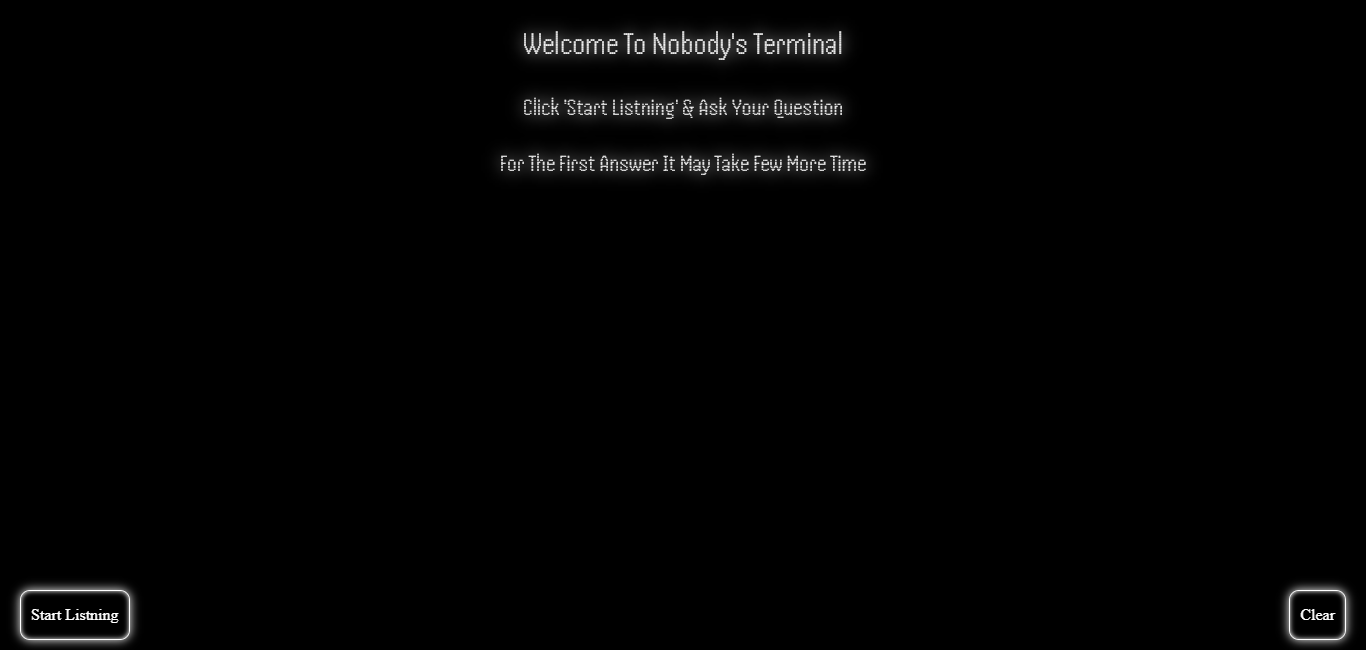 Welcome To Nobody's Terminal
Click 'Start Listning' & Ask Your Question
For The First Answer It May Take Few More Time
Start Listning
Clear